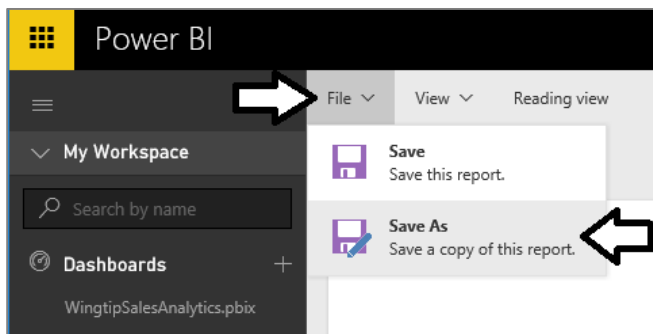 Power BI
File View Reading view
My Workspace
Save
Save this report.
Search by name
Save As
Save a copy of this report.
Dashboards
WingtipSalesAnalytics.pbix